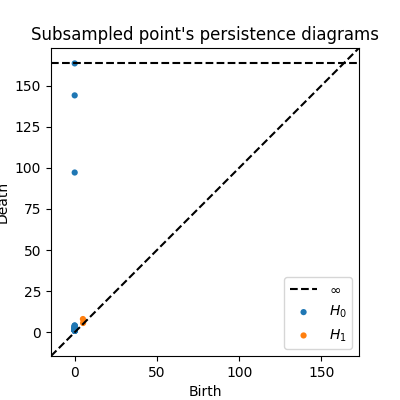 Subsampled point's persistence diagrams
150
125
100
75
50
25
0
Death
0 50 100 150
Birth
∞
H0
H1